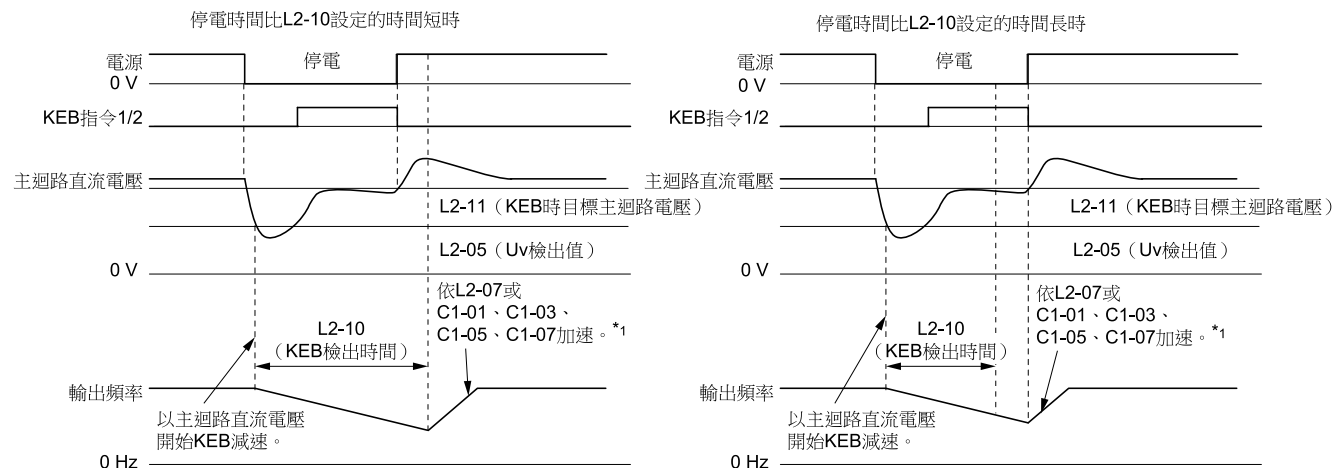 停電時間比L2-10設定的時間短時
電源
停電
0 V
KEB指令1/2
主迴路直流電壓
L2-11（KEB時目標主迴路電壓）
L2-05（Uv檢出值）
0 V
依L2-07或
C1-01、C1-03、
C1-05、C1-07加速。*1
L2-10
（KEB檢出時間）
輸出頻率
以主迴路直流電壓
開始KEB減速。
0 Hz
停電時間比L2-10設定的時間長時
電源
停電
0 V
KEB指令1/2
主迴路直流電壓
L2-11（KEB時目標主迴路電壓）
L2-05（Uv檢出值）
0 V
依L2-07或
C1-01、C1-03、
C1-05、C1-07加速。*1
L2-10
（KEB檢出時間）
輸出頻率
以主迴路直流電壓
開始KEB減速。
0 Hz